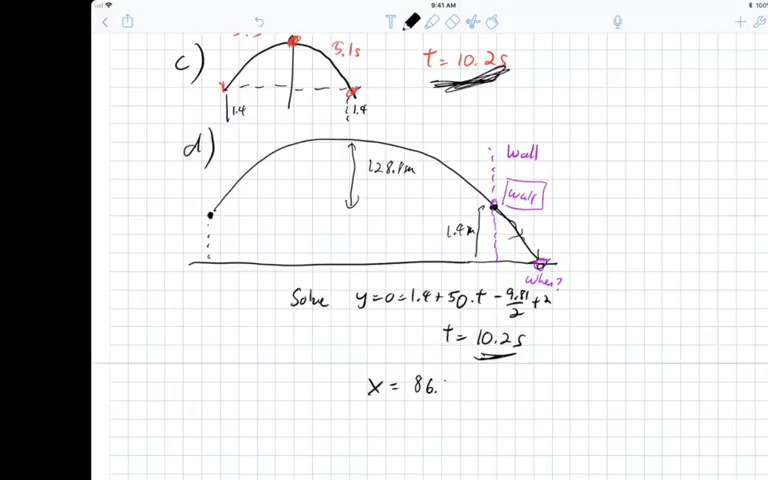 9:41 AM
100%
c)
5.1s
t = 10.2s
1.4
1.4
d)
Wall
128.8m
Wall
1.4m
When?
Solve y=0=1.4+50.t - 9.81/2 t2
t = 10.2s
x = 86.